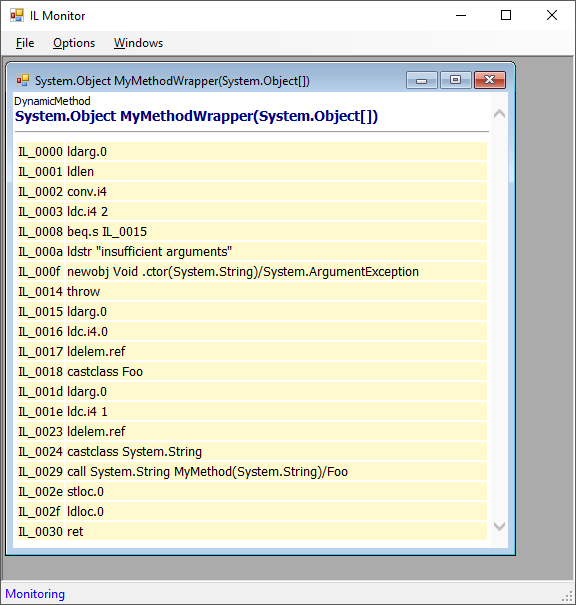 IL Monitor
File Options Windows
System.Object MyMethodWrapper(System.Object[])
DynamicMethod
System.Object MyMethodWrapper(System.Object[])
IL_0000 ldarg.0
IL_0001 ldlen
IL_0002 conv.i4
IL_0003 ldc.i4 2
IL_0008 beq.s IL_0015
IL_000a ldstr "insufficient arguments"
IL_000f newobj Void .ctor(System.String)/System.ArgumentException
IL_0014 throw
IL_0015 ldarg.0
IL_0016 ldc.i4.0
IL_0017 ldelem.ref
IL_0018 castclass Foo
IL_001d ldarg.0
IL_001e ldc.i4 1
IL_0023 ldelem.ref
IL_0024 castclass System.String
IL_0029 call System.String MyMethod(System.String)/Foo
IL_002e stloc.0
IL_002f ldloc.0
IL_0030 ret
Monitoring